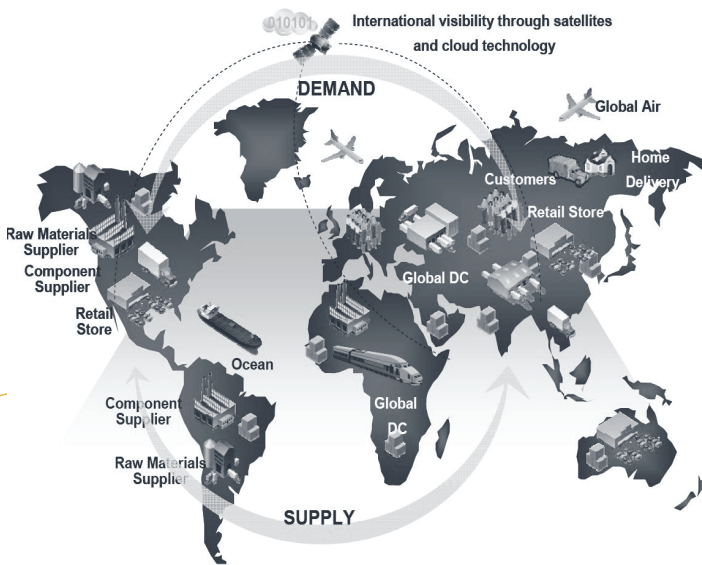 010101
International visibility through satellites
and cloud technology
DEMAND
Global Air
Home
Delivery
Customers
Retail Store
Raw Materials
Supplier
Component
Supplier
Global DC
Retail
Store
Ocean
Component
Supplier
Global
DC
Raw Materials
Supplier
SUPPLY